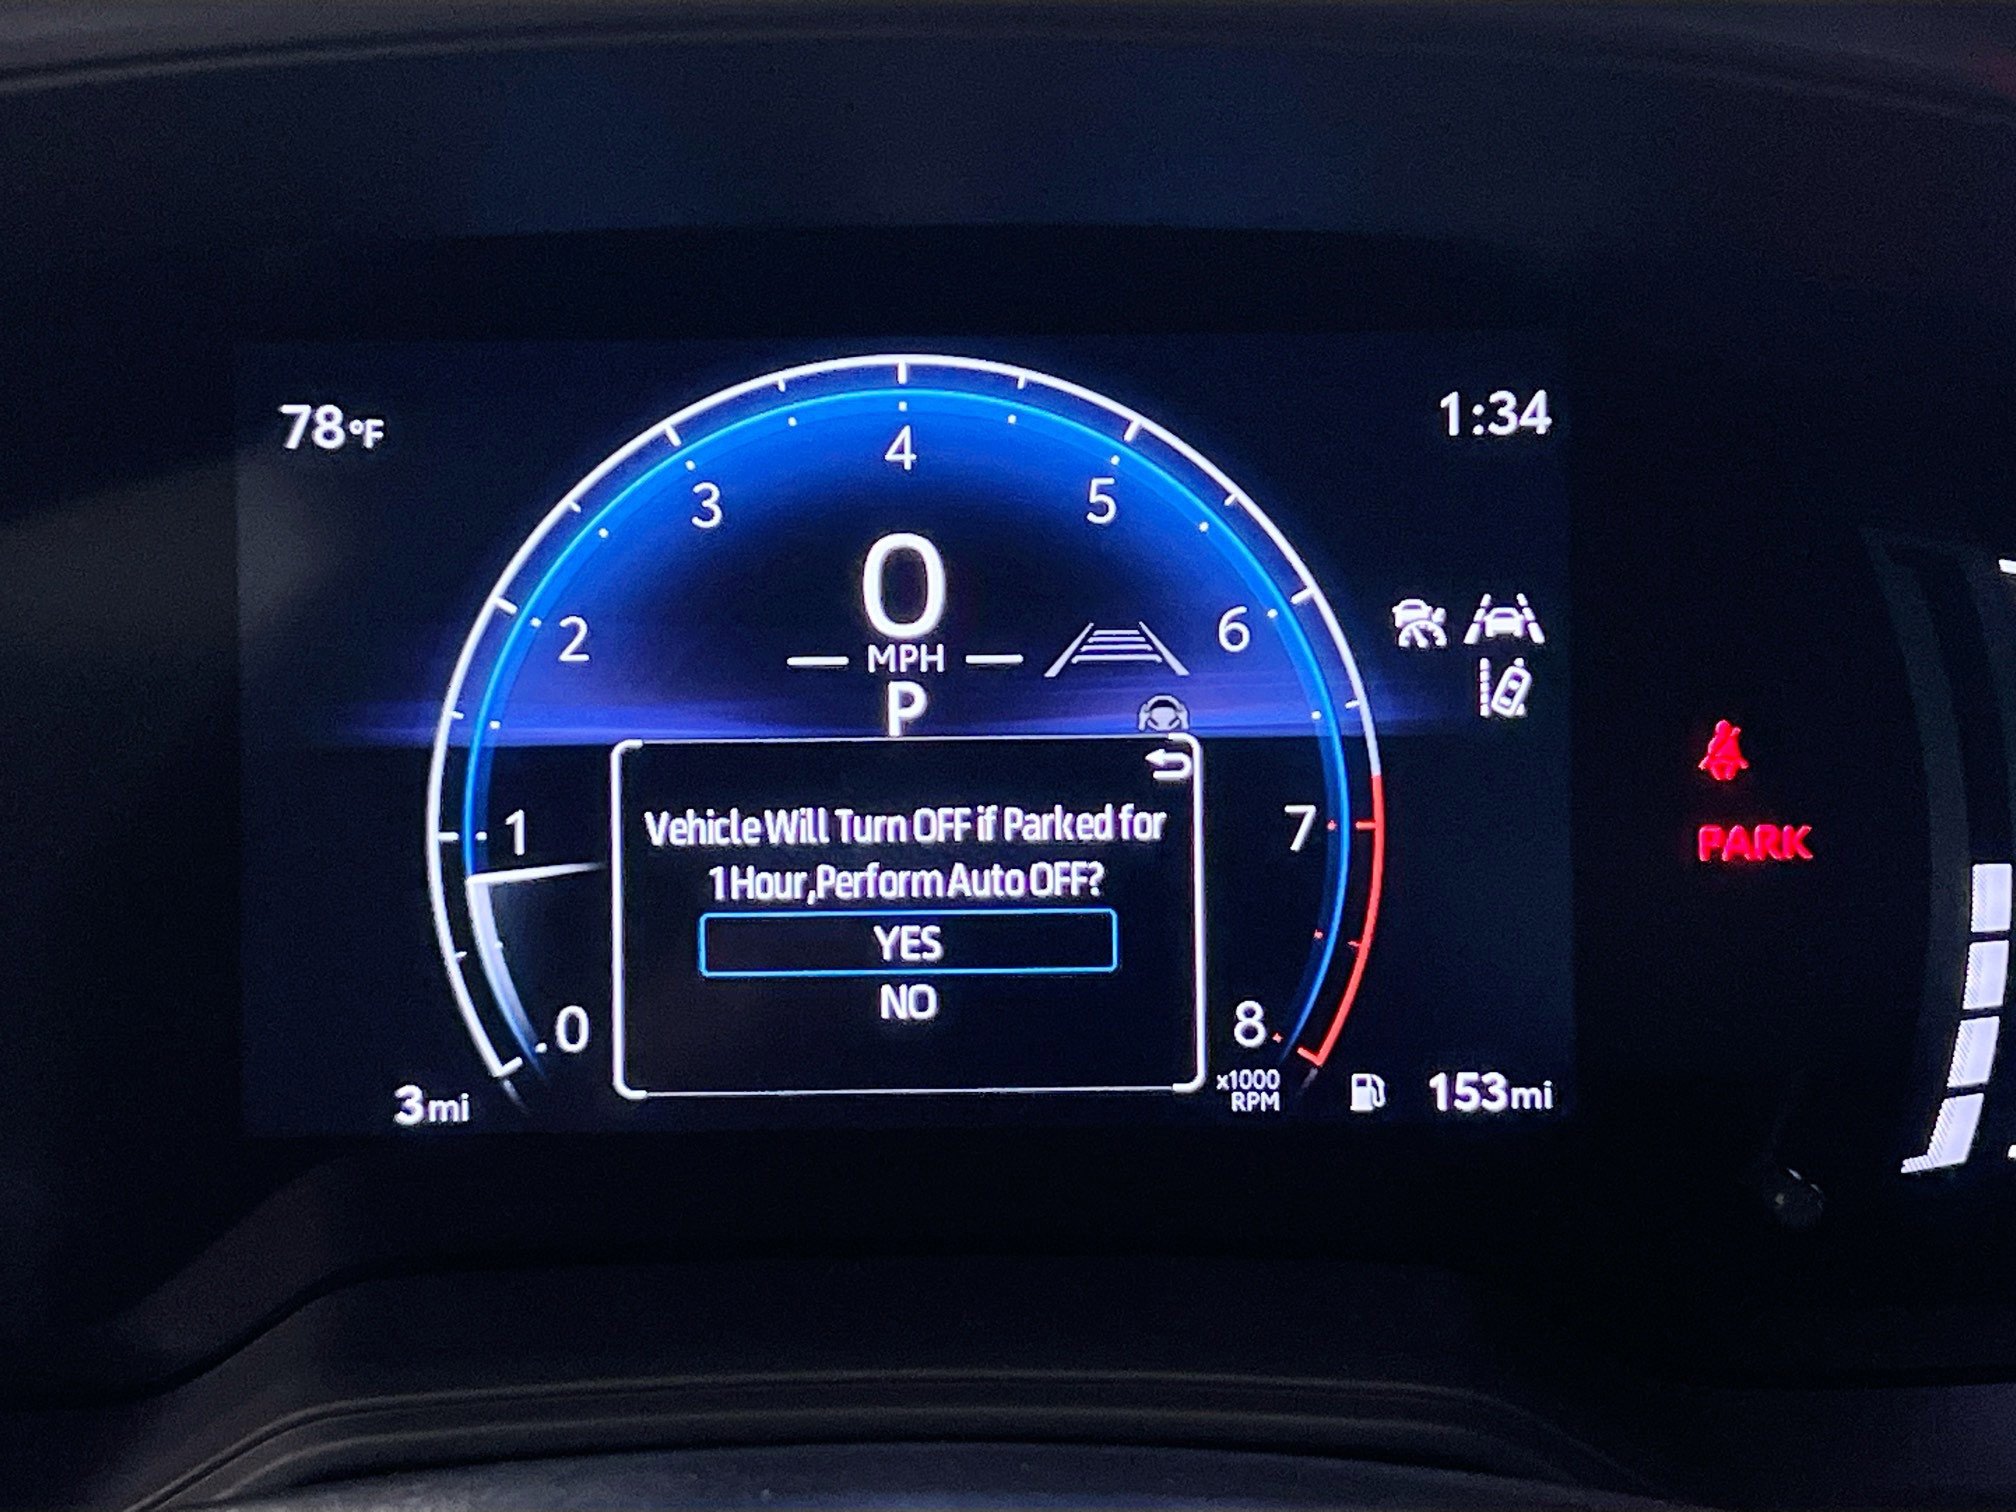 78°F
1:34
4
3
5
0
2
6
MPH
P
Vehicle Will Turn OFF if Parked for
1 Hour,Perform Auto OFF?
YES
NO
1
7
PARK
0
8
x1000
RPM
3mi
153mi